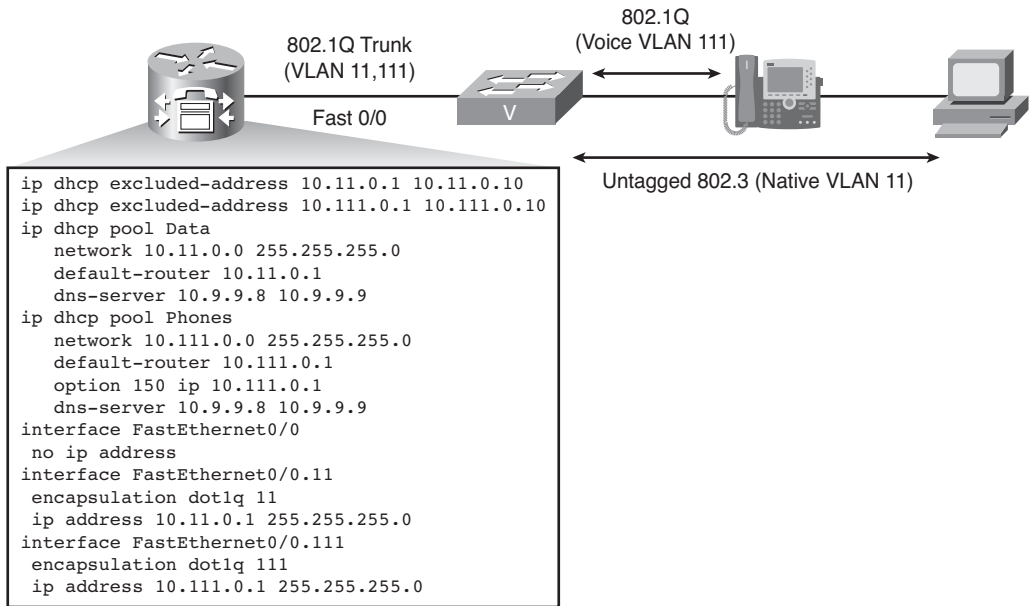 802.1Q
(Voice VLAN 111)
802.1Q Trunk
(VLAN 11,111)
Fast 0/0
V
Untagged 802.3 (Native VLAN 11)
ip dhcp excluded-address 10.11.0.1 10.11.0.10
ip dhcp excluded-address 10.111.0.1 10.111.0.10
ip dhcp pool Data
   network 10.11.0.0 255.255.255.0
   default-router 10.11.0.1
   dns-server 10.9.9.8 10.9.9.9
ip dhcp pool Phones
   network 10.111.0.0 255.255.255.0
   default-router 10.111.0.1
   option 150 ip 10.111.0.1
   dns-server 10.9.9.8 10.9.9.9
interface FastEthernet0/0
 no ip address
interface FastEthernet0/0.11
 encapsulation dot1q 11
 ip address 10.11.0.1 255.255.255.0
interface FastEthernet0/0.111
 encapsulation dot1q 111
 ip address 10.111.0.1 255.255.255.0